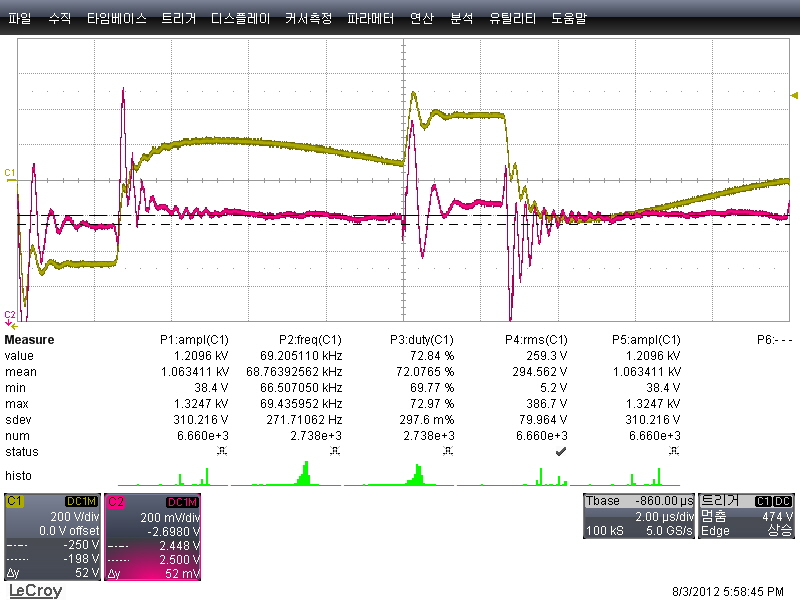 파일 수직 타임베이스 트리거 디스플레이 커서측정 파라메터 연산 분석 유틸리티 도움말
C1
C2
Measure P1:ampl(C1) P2:freq(C1) P3:duty(C1) P4:rms(C1) P5:ampl(C1) P6:- - -
value 1.2096 kV 69.205110 kHz 72.84 % 259.3 V 1.2096 kV
mean 1.063411 kV 68.76392562 kHz 72.0765 % 294.562 V 1.063411 kV
min 38.4 V 66.507050 kHz 69.77 % 5.2 V 38.4 V
max 1.3247 kV 69.435952 kHz 72.97 % 386.7 V 1.3247 kV
sdev 310.216 V 271.71062 Hz 297.6 m% 79.964 V 310.216 V
num 6.660e+3 2.738e+3 2.738e+3 6.660e+3 6.660e+3
status
histo
C1 DC1M
200 V/div
0.0 V offset
-250 V
-198 V
Δy 52 V
C2 DC1M
200 mV/div
-2.6980 V
2.448 V
2.500 V
Δy 52 mV
Tbase -860.00 µs
2.00 µs/div
100 kS 5.0 GS/s
트리거 C1 DC
멈춤 474 V
Edge 상승
LeCroy
8/3/2012 5:58:45 PM